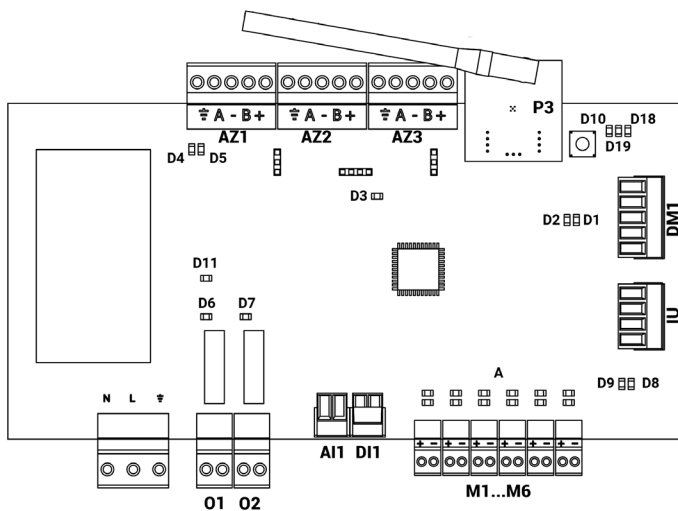 P3
⏚ A - B +
⏚ A - B +
⏚ A - B +
AZ1
AZ2
AZ3
D10
D18
D19
D4
D5
D3
DM1
D2
D1
D11
D6
D7
IU
A
D9
D8
N L ⏚
+ - + - + - + - + - + -
AI1
DI1
M1...M6
O1
O2